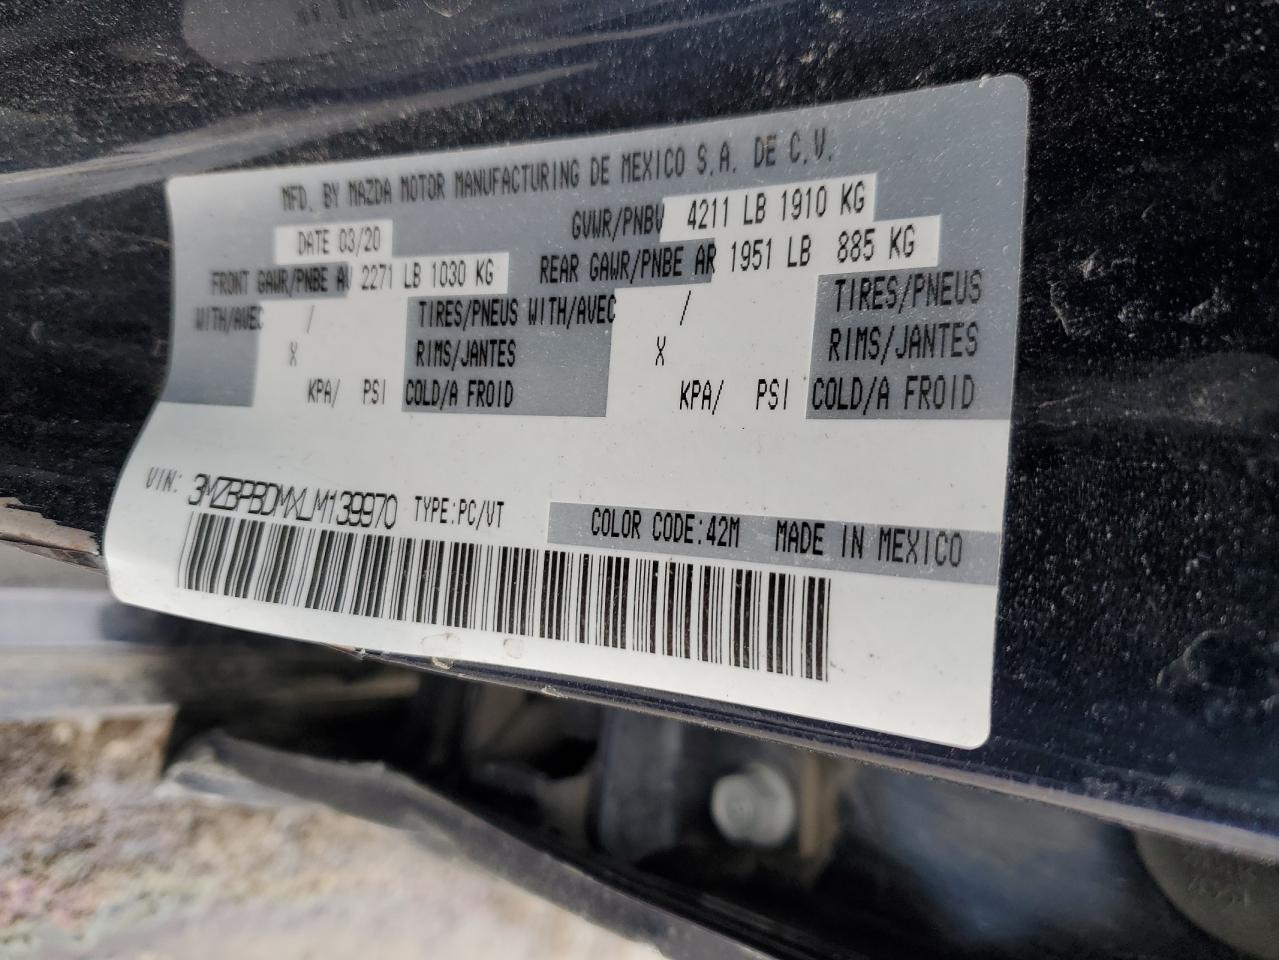 MFD. BY MAZDA MOTOR MANUFACTURING DE MEXICO S.A. DE C.V.
DATE 03/20 GVWR/PNBV 4211 LB 1910 KG
FRONT GAWR/PNBE AV 2271 LB 1030 KG REAR GAWR/PNBE AR 1951 LB 885 KG
WITH/AVEC / TIRES/PNEUS WITH/AVEC / TIRES/PNEUS
X RIMS/JANTES X RIMS/JANTES
KPA/ PSI COLD/A FROID KPA/ PSI COLD/A FROID
VIN: 3MZBPBDMXLM139970 TYPE:PC/VT COLOR CODE:42M MADE IN MEXICO